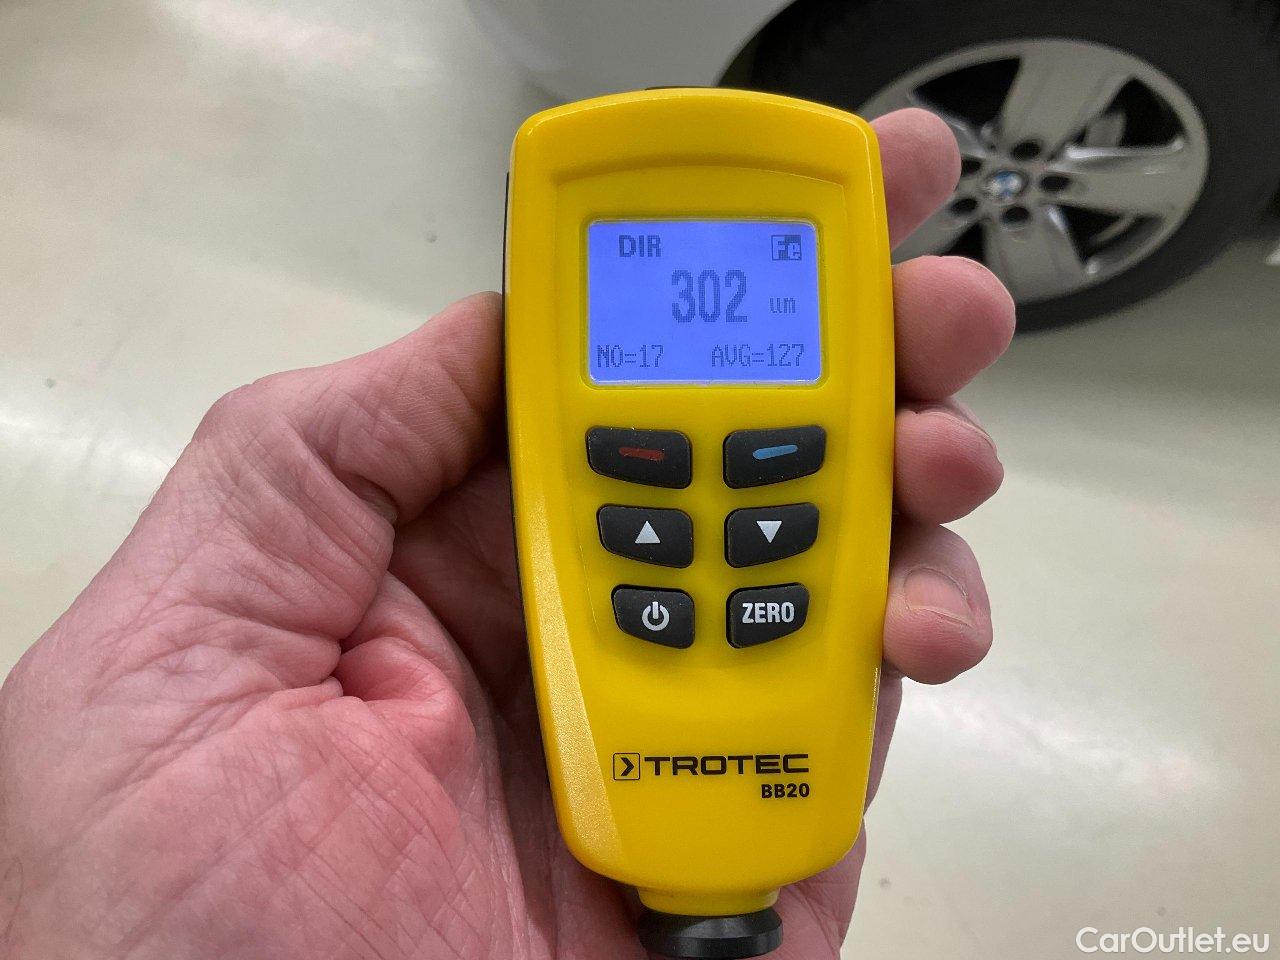 DIR Fe
302 um
NO=17 AVG=127
ZERO
TROTEC
BB20
CarOutlet.eu